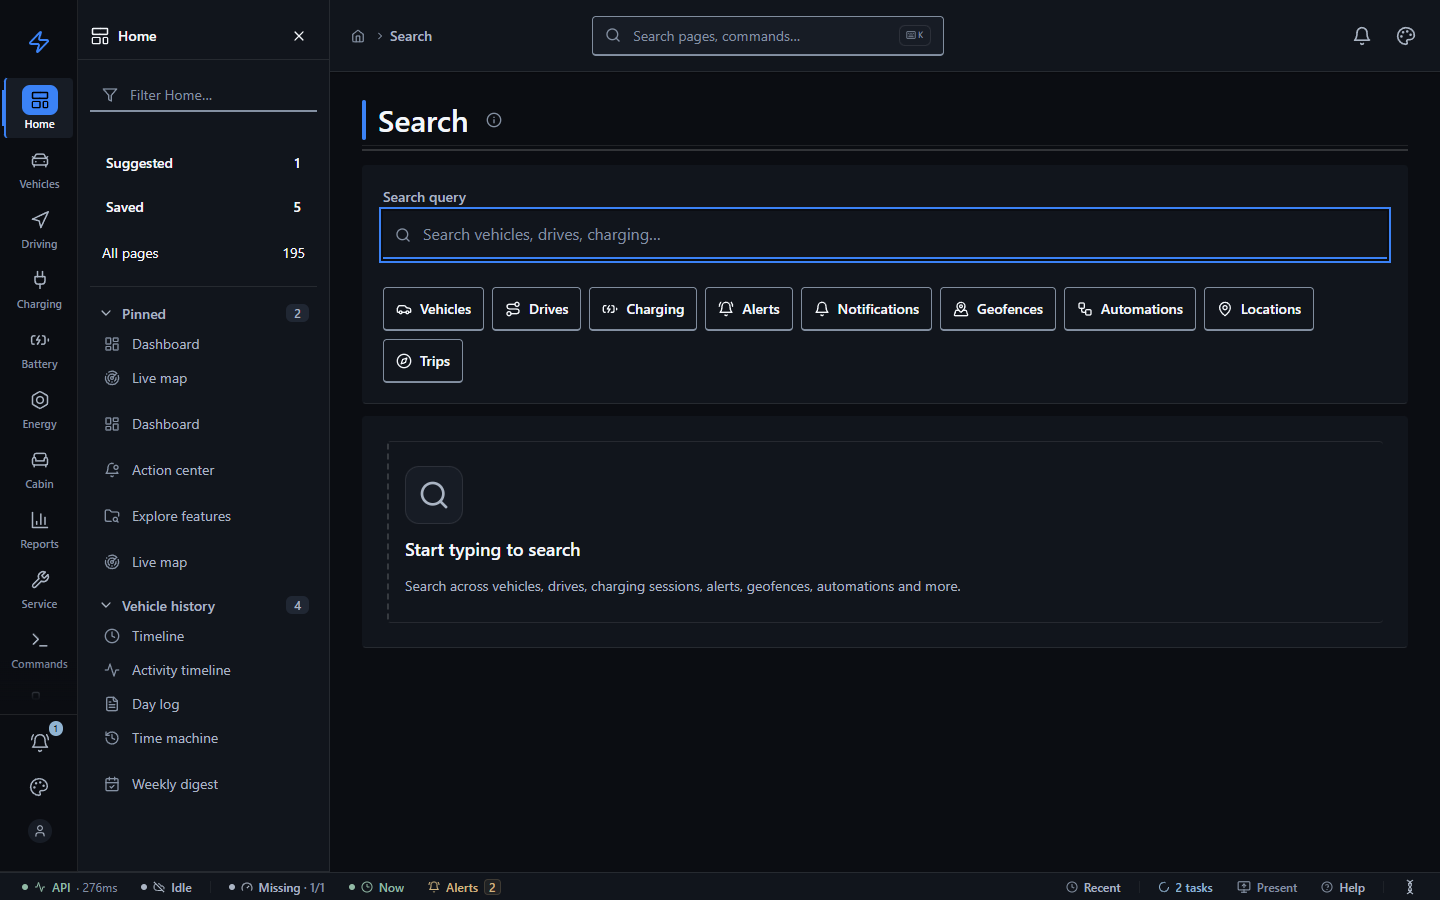 Home
Search
Search pages, commands...
K
Home
Vehicles
Driving
Charging
Battery
Energy
Cabin
Reports
Service
Commands
1
Filter Home...
Suggested 1
Saved 5
All pages 195
Pinned 2
Dashboard
Live map
Dashboard
Action center
Explore features
Live map
Vehicle history 4
Timeline
Activity timeline
Day log
Time machine
Weekly digest
Search
Search query
Search vehicles, drives, charging...
Vehicles Drives Charging Alerts Notifications Geofences Automations Locations
Trips
Start typing to search
Search across vehicles, drives, charging sessions, alerts, geofences, automations and more.
API · 276ms Idle Missing · 1/1 Now Alerts 2 Recent 2 tasks Present Help